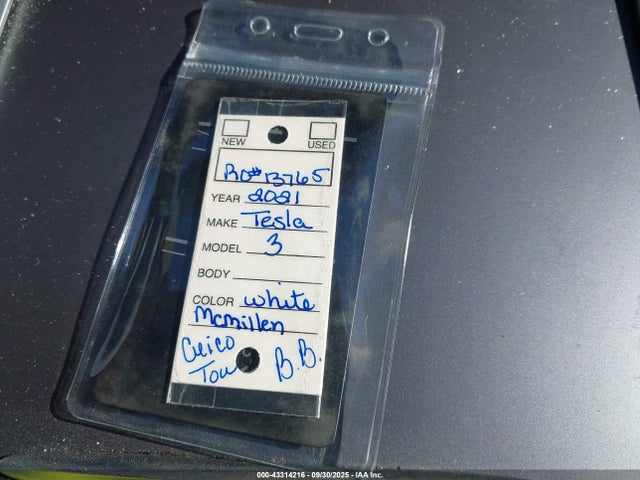 NEW USED
RO# 13765
YEAR 2021
MAKE Tesla
MODEL 3
BODY
COLOR white
Mcmillen
Geico
Tow B.B.
000-43314216 - 09/30/2025 - IAA Inc.